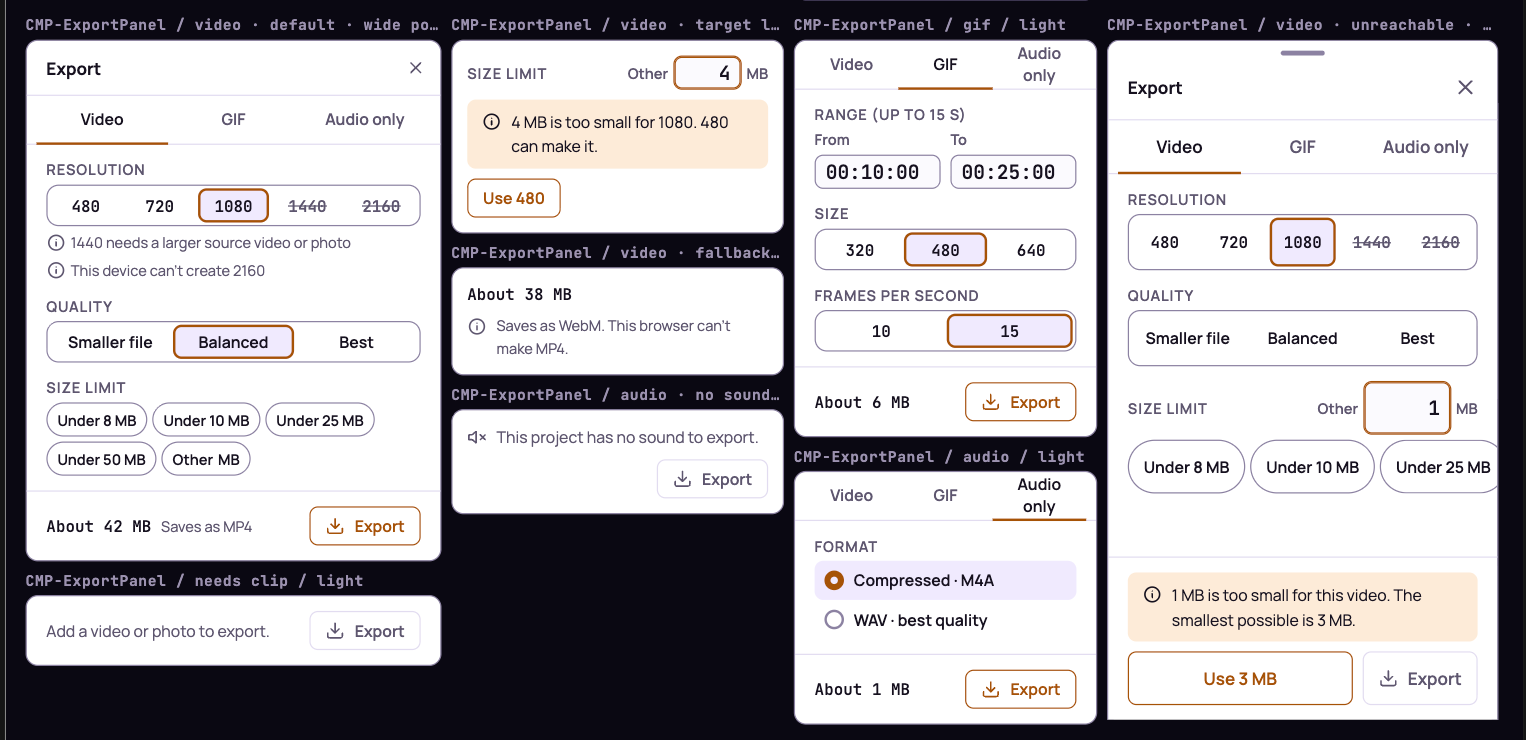 CMP-ExportPanel / video · default · wide po…
Export
Video GIF Audio only
RESOLUTION
480 720 1080 1440 2160
1440 needs a larger source video or photo
This device can't create 2160
QUALITY
Smaller file Balanced Best
SIZE LIMIT
Under 8 MB Under 10 MB Under 25 MB
Under 50 MB Other MB
About 42 MB Saves as MP4 Export
CMP-ExportPanel / needs clip / light
Add a video or photo to export. Export
CMP-ExportPanel / video · target l…
SIZE LIMIT Other 4 MB
4 MB is too small for 1080. 480
can make it.
Use 480
CMP-ExportPanel / video · fallback…
About 38 MB
Saves as WebM. This browser can't
make MP4.
CMP-ExportPanel / audio · no sound…
This project has no sound to export.
Export
CMP-ExportPanel / gif / light
Video GIF Audio
only
RANGE (UP TO 15 S)
From To
00:10:00 00:25:00
SIZE
320 480 640
FRAMES PER SECOND
10 15
About 6 MB Export
CMP-ExportPanel / audio / light
Video GIF Audio
only
FORMAT
Compressed · M4A
WAV · best quality
About 1 MB Export
CMP-ExportPanel / video · unreachable · …
Export
Video GIF Audio only
RESOLUTION
480 720 1080 1440 2160
QUALITY
Smaller file Balanced Best
SIZE LIMIT Other 1 MB
Under 8 MB Under 10 MB Under 25 MB
1 MB is too small for this video. The
smallest possible is 3 MB.
Use 3 MB Export